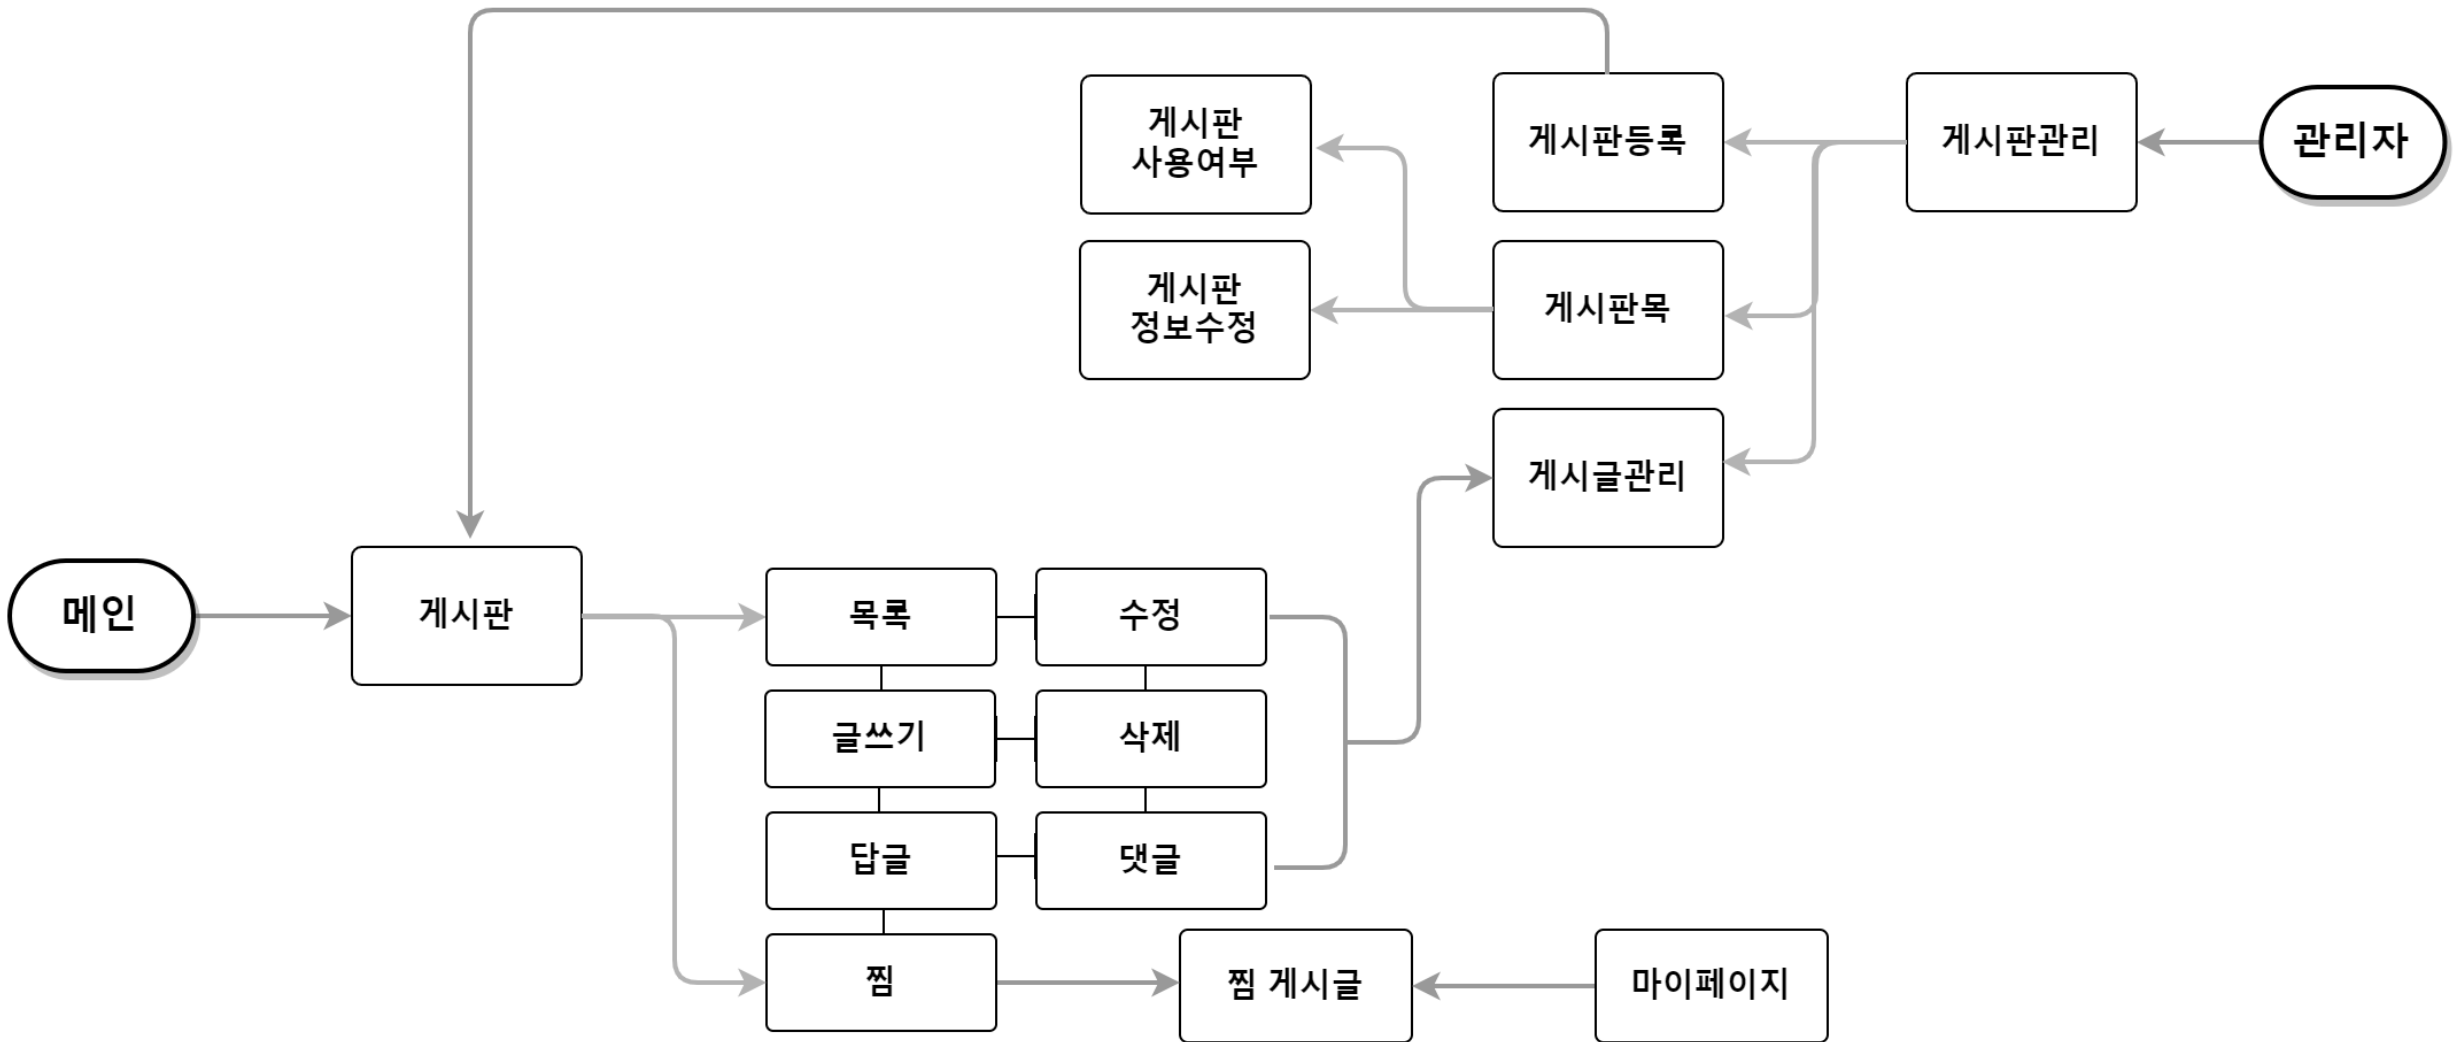 게시판
사용여부
게시판등록
게시판관리
관리자
게시판
정보수정
게시판목
게시글관리
메인
게시판
목록
수정
글쓰기
삭제
답글
댓글
찜
찜 게시글
마이페이지